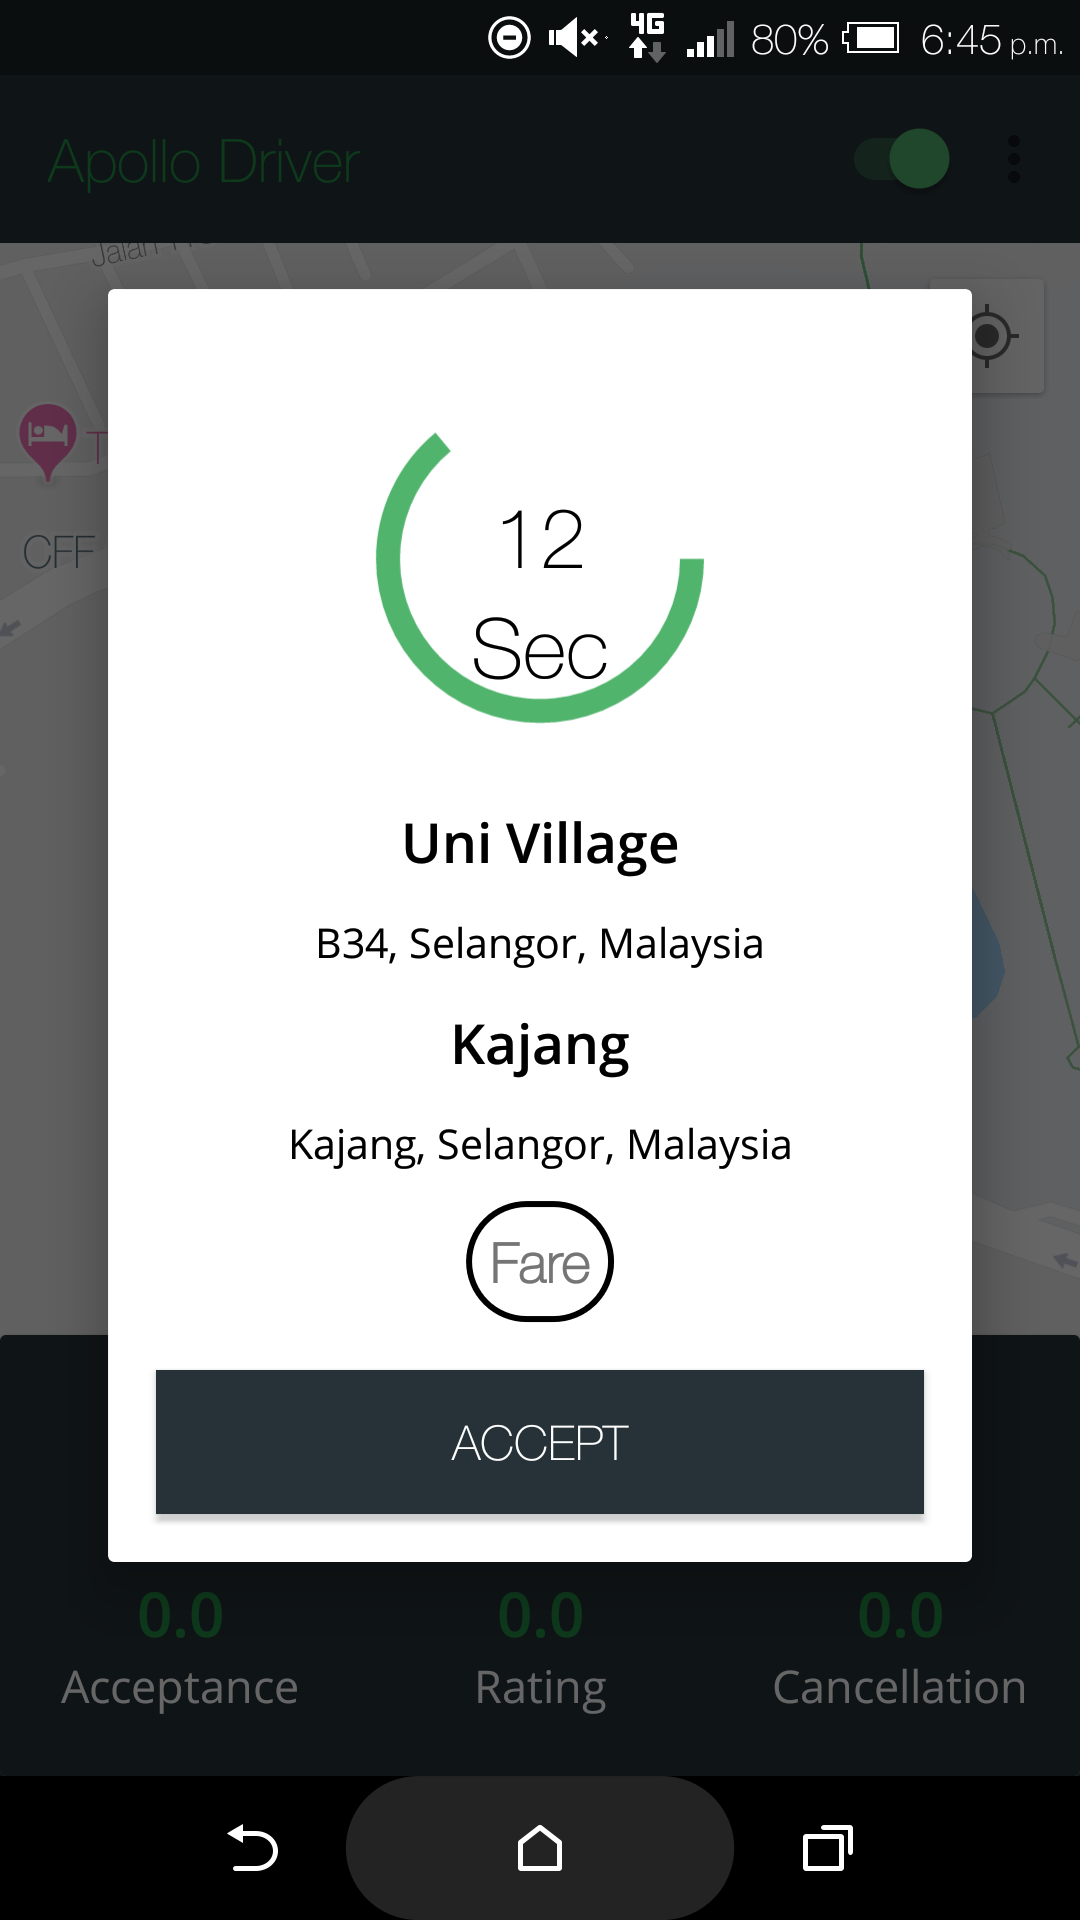 4G 80% 6:45 p.m.
Apollo Driver
Jalan
T
CFF
12
Sec
Uni Village
B34, Selangor, Malaysia
Kajang
Kajang, Selangor, Malaysia
Fare
ACCEPT
0.0 0.0 0.0
Acceptance Rating Cancellation